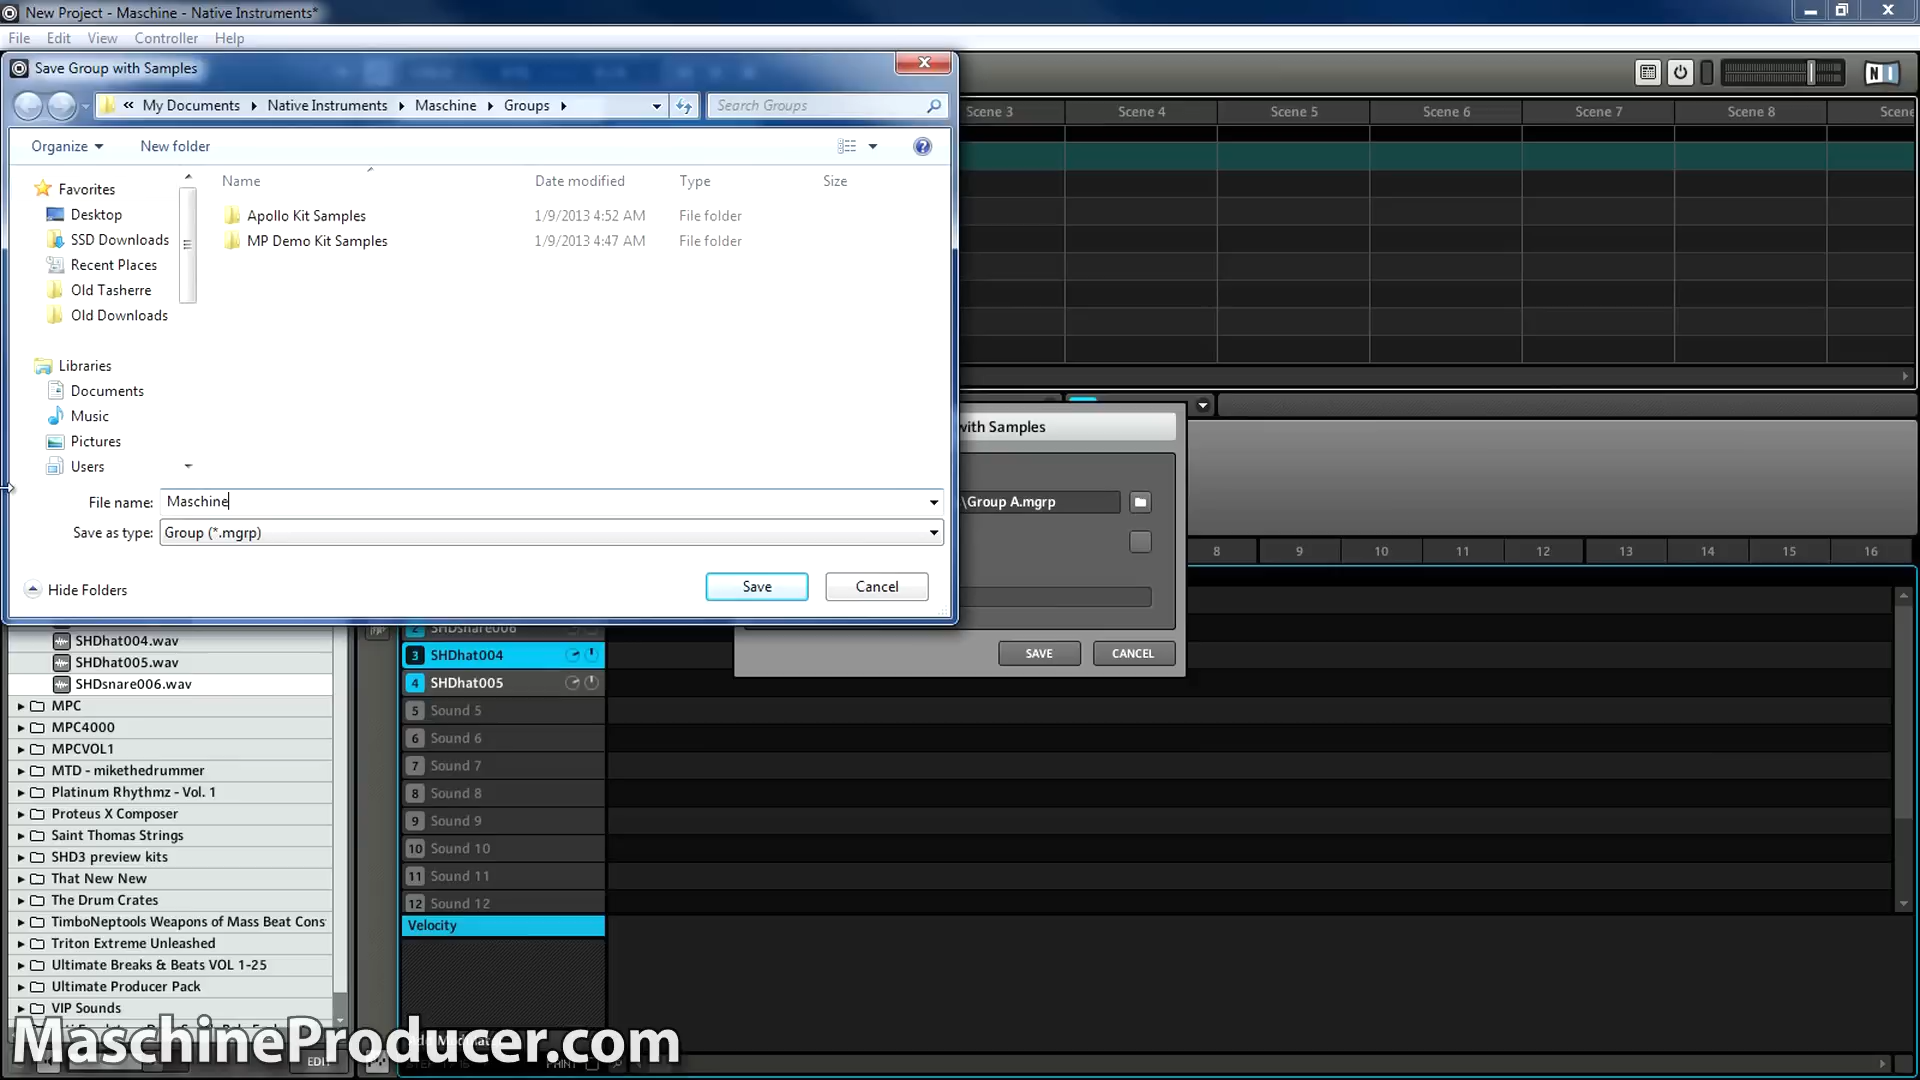 New Project - Maschine - Native Instruments*
File Edit View Controller Help
Save Group with Samples
« My Documents Native Instruments Maschine Groups
Search Groups
Organize New folder
Name Date modified Type Size
Apollo Kit Samples 1/9/2013 4:52 AM File folder
MP Demo Kit Samples 1/9/2013 4:47 AM File folder
Favorites
Desktop
SSD Downloads
Recent Places
Old Tasherre
Old Downloads
Libraries
Documents
Music
Pictures
Users
File name: Maschine
Save as type: Group (*.mgrp)
Hide Folders
Save Cancel
NI
Scene 3 Scene 4 Scene 5 Scene 6 Scene 7 Scene 8 Scene
with Samples
\Group A.mgrp
SAVE CANCEL
8 9 10 11 12 13 14 15 16
SHDhat004.wav
SHDhat005.wav
SHDsnare006.wav
MPC
MPC4000
MPCVOL1
MTD - mikethedrummer
Platinum Rhythmz - Vol. 1
Proteus X Composer
Saint Thomas Strings
SHD3 preview kits
That New New
The Drum Crates
TimboNeptools Weapons of Mass Beat Cons
Triton Extreme Unleashed
Ultimate Breaks & Beats VOL 1-25
Ultimate Producer Pack
VIP Sounds
2 SHDsnare006
3 SHDhat004
4 SHDhat005
5 Sound 5
6 Sound 6
7 Sound 7
8 Sound 8
9 Sound 9
10 Sound 10
11 Sound 11
12 Sound 12
Velocity
MaschineProducer.com
EDIT